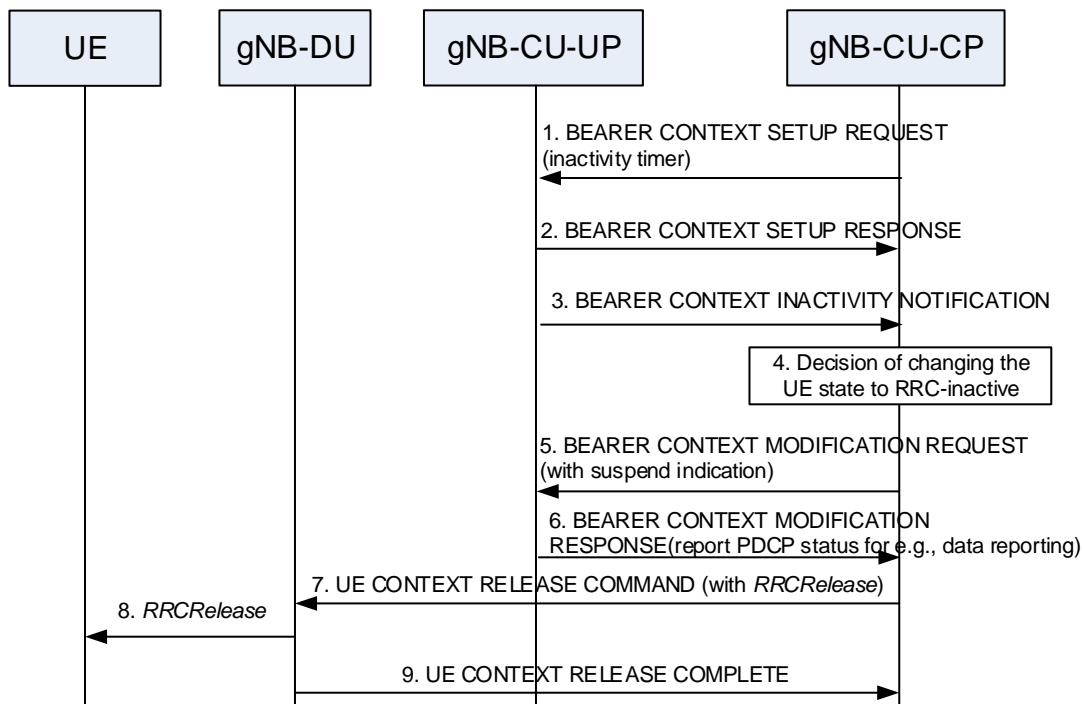 UE
gNB-DU
gNB-CU-UP
gNB-CU-CP
1. BEARER CONTEXT SETUP REQUEST
(inactivity timer)
2. BEARER CONTEXT SETUP RESPONSE
3. BEARER CONTEXT INACTIVITY NOTIFICATION
4. Decision of changing the
UE state to RRC-inactive
5. BEARER CONTEXT MODIFICATION REQUEST
(with suspend indication)
6. BEARER CONTEXT MODIFICATION
RESPONSE(report PDCP status for e.g., data reporting)
7. UE CONTEXT RELEASE COMMAND (with RRCRelease)
8. RRCRelease
9. UE CONTEXT RELEASE COMPLETE